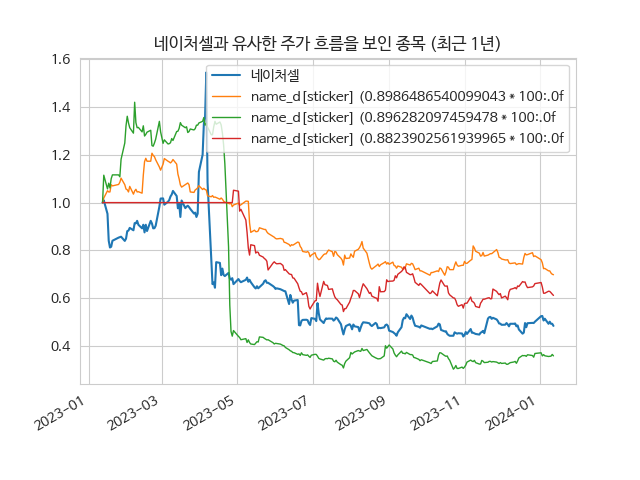 네이처셀과 유사한 주가 흐름을 보인 종목 (최근 1년)
네이처셀
name_d[sticker] (0.8986486540099043 * 100:.0f
name_d[sticker] (0.896282097459478 * 100:.0f
name_d[sticker] (0.8823902561939965 * 100:.0f
1.6
1.4
1.2
1.0
0.8
0.6
0.4
2023-01
2023-03
2023-05
2023-07
2023-09
2023-11
2024-01